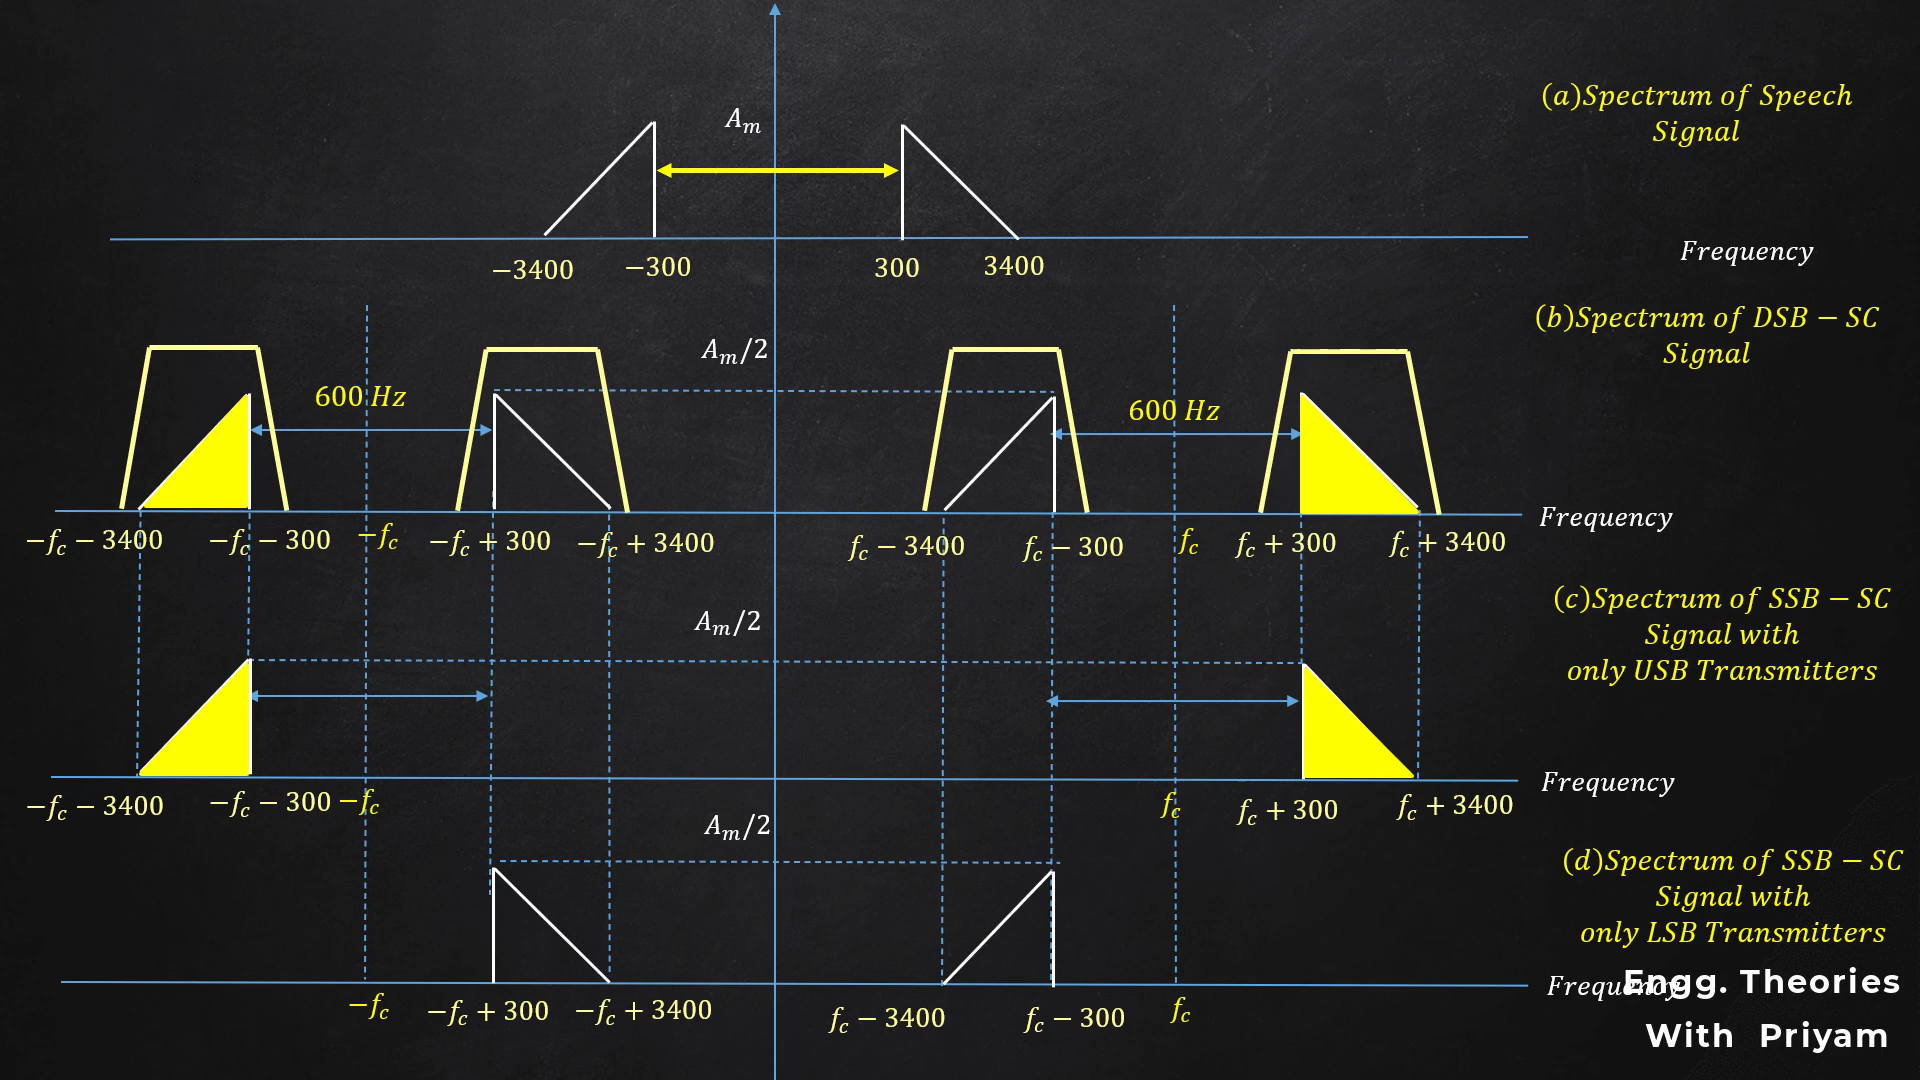 (a)Spectrum of Speech
Signal
A_m
Frequency
−3400 −300 300 3400
(b)Spectrum of DSB − SC
Signal
A_m/2
600 Hz
600 Hz
Frequency
−f_c − 3400 −f_c − 300 −f_c −f_c + 300 −f_c + 3400 f_c − 3400 f_c − 300 f_c f_c + 300 f_c + 3400
(c)Spectrum of SSB − SC
Signal with
only USB Transmitters
A_m/2
Frequency
−f_c − 3400 −f_c − 300 −f_c f_c f_c + 300 f_c + 3400
(d)Spectrum of SSB − SC
Signal with
only LSB Transmitters
A_m/2
Frequency
−f_c −f_c + 300 −f_c + 3400 f_c − 3400 f_c − 300 f_c
Engg. Theories
With Priyam